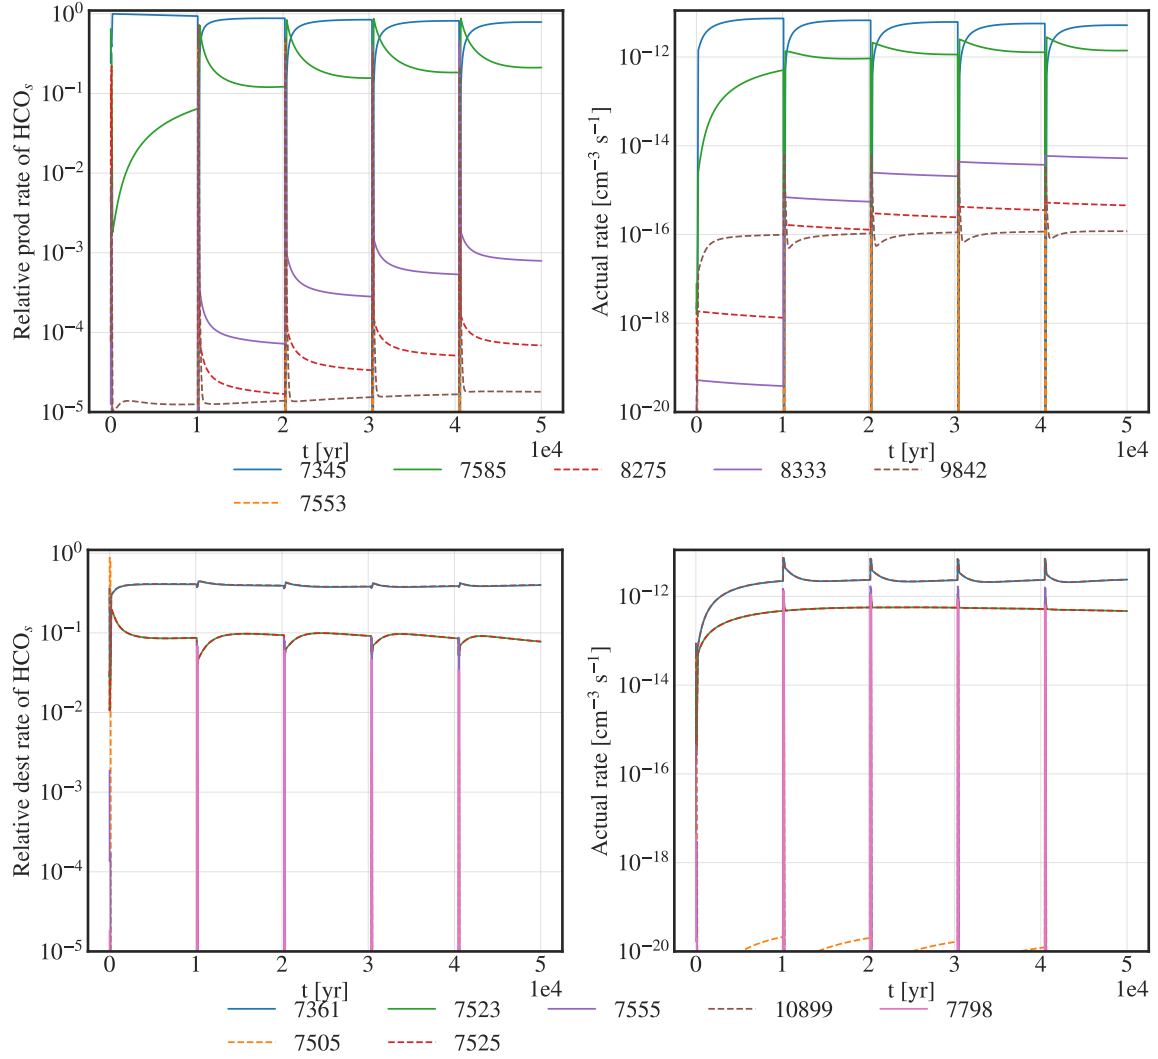 Relative prod rate of HCOₛ
10⁰
10⁻¹
10⁻²
10⁻³
10⁻⁴
10⁻⁵
0 1 2 3 4 5
t [yr]
1e4
Actual rate [cm⁻³ s⁻¹]
10⁻¹²
10⁻¹⁴
10⁻¹⁶
10⁻¹⁸
10⁻²⁰
0 1 2 3 4 5
t [yr]
1e4
7345 7585 8275 8333 9842
7553
Relative dest rate of HCOₛ
10⁰
10⁻¹
10⁻²
10⁻³
10⁻⁴
10⁻⁵
0 1 2 3 4 5
t [yr]
1e4
Actual rate [cm⁻³ s⁻¹]
10⁻¹²
10⁻¹⁴
10⁻¹⁶
10⁻¹⁸
10⁻²⁰
0 1 2 3 4 5
t [yr]
1e4
7361 7523 7555 10899 7798
7505 7525